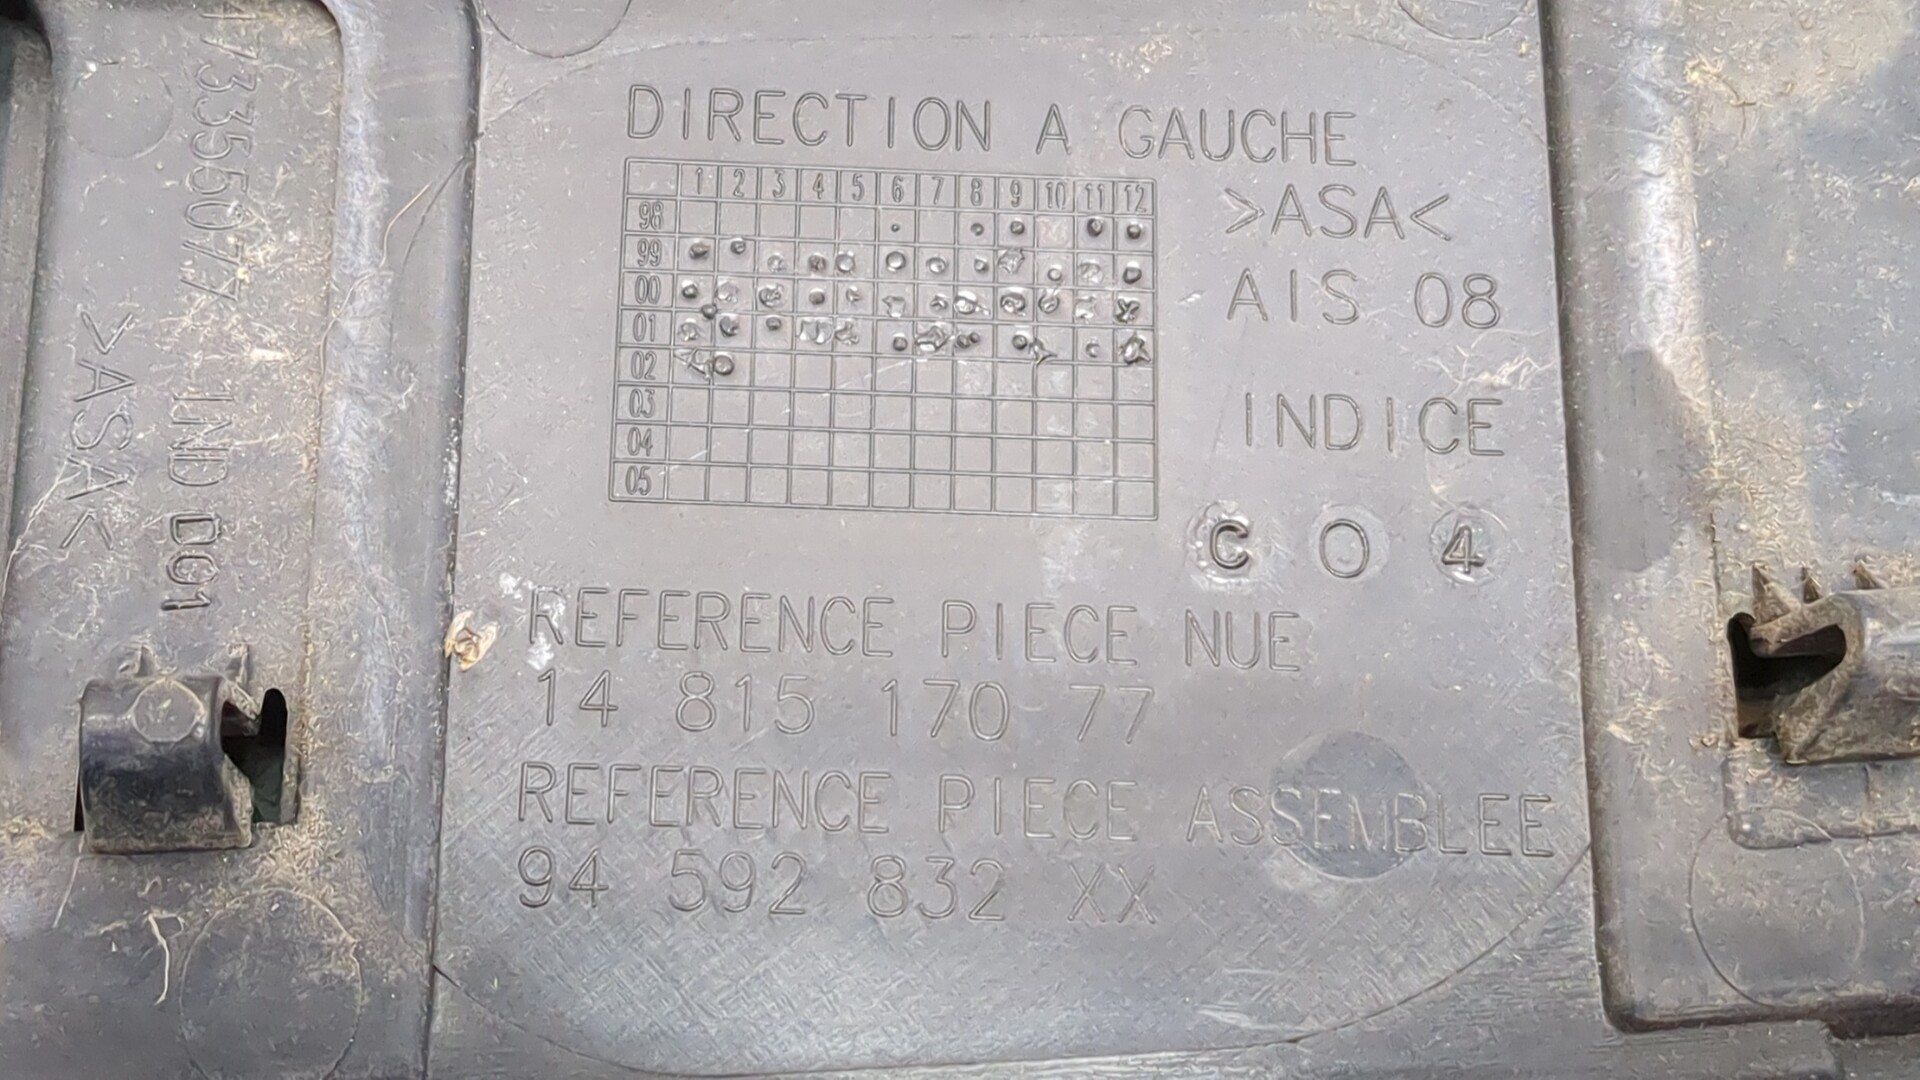 DIRECTION A GAUCHE
1 2 3 4 5 6 7 8 9 10 11 12
98
99
00
01
02
03
04
05
>ASA<
AIS 08
INDICE
C O 4
REFERENCE PIECE NUE
14 815 170 77
REFERENCE PIECE ASSEMBLEE
94 592 832 XX
IND D01
>ASA<